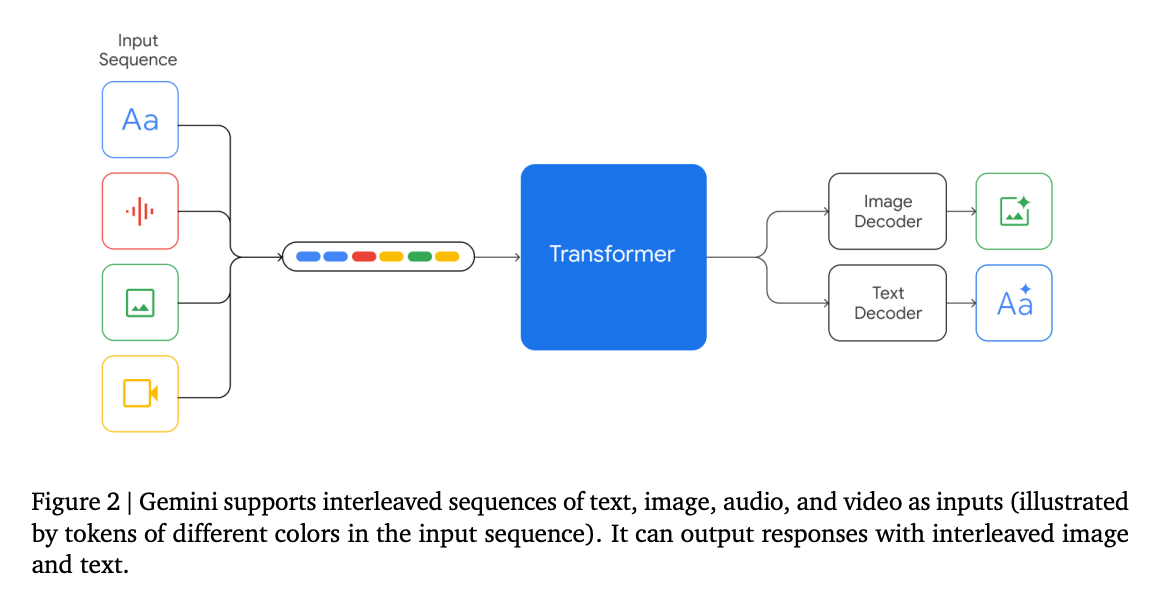 Input
Sequence
Aa
Transformer
Image
Decoder
Text
Decoder
Aa
Figure 2 | Gemini supports interleaved sequences of text, image, audio, and video as inputs (illustrated
by tokens of different colors in the input sequence). It can output responses with interleaved image
and text.